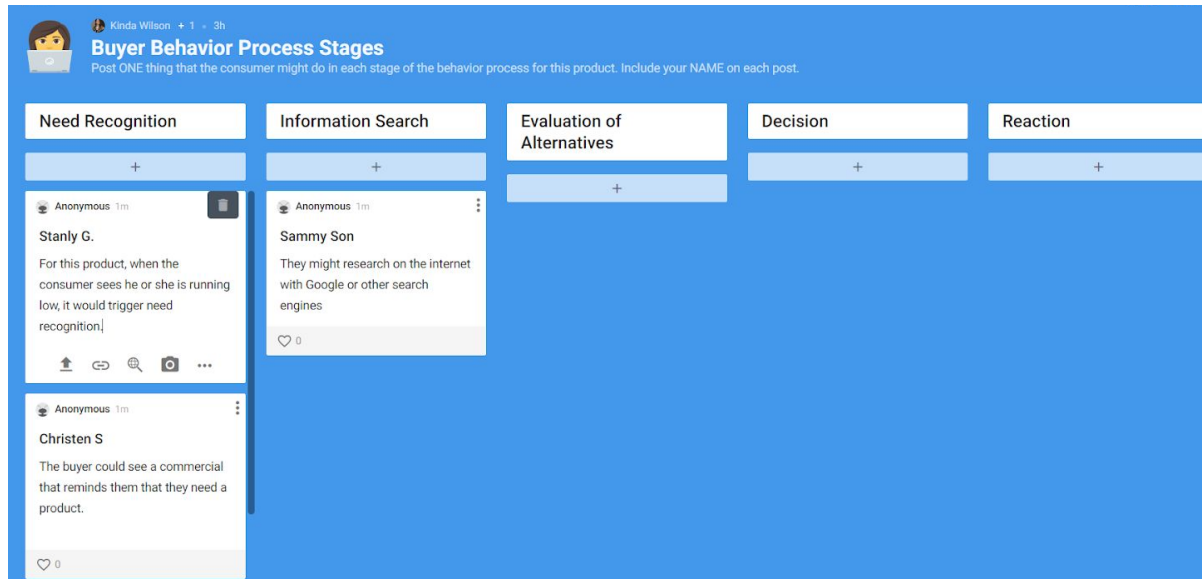 Kinda Wilson + 1 • 3h
Buyer Behavior Process Stages
Post ONE thing that the consumer might do in each stage of the behavior process for this product. Include your NAME on each post.
Need Recognition
+
Anonymous 1m
Stanly G.
For this product, when the
consumer sees he or she is running
low, it would trigger need
recognition.
Anonymous 1m
Christen S
The buyer could see a commercial
that reminds them that they need a
product.
0
Information Search
+
Anonymous 1m
Sammy Son
They might research on the internet
with Google or other search
engines
0
Evaluation of
Alternatives
+
Decision
+
Reaction
+